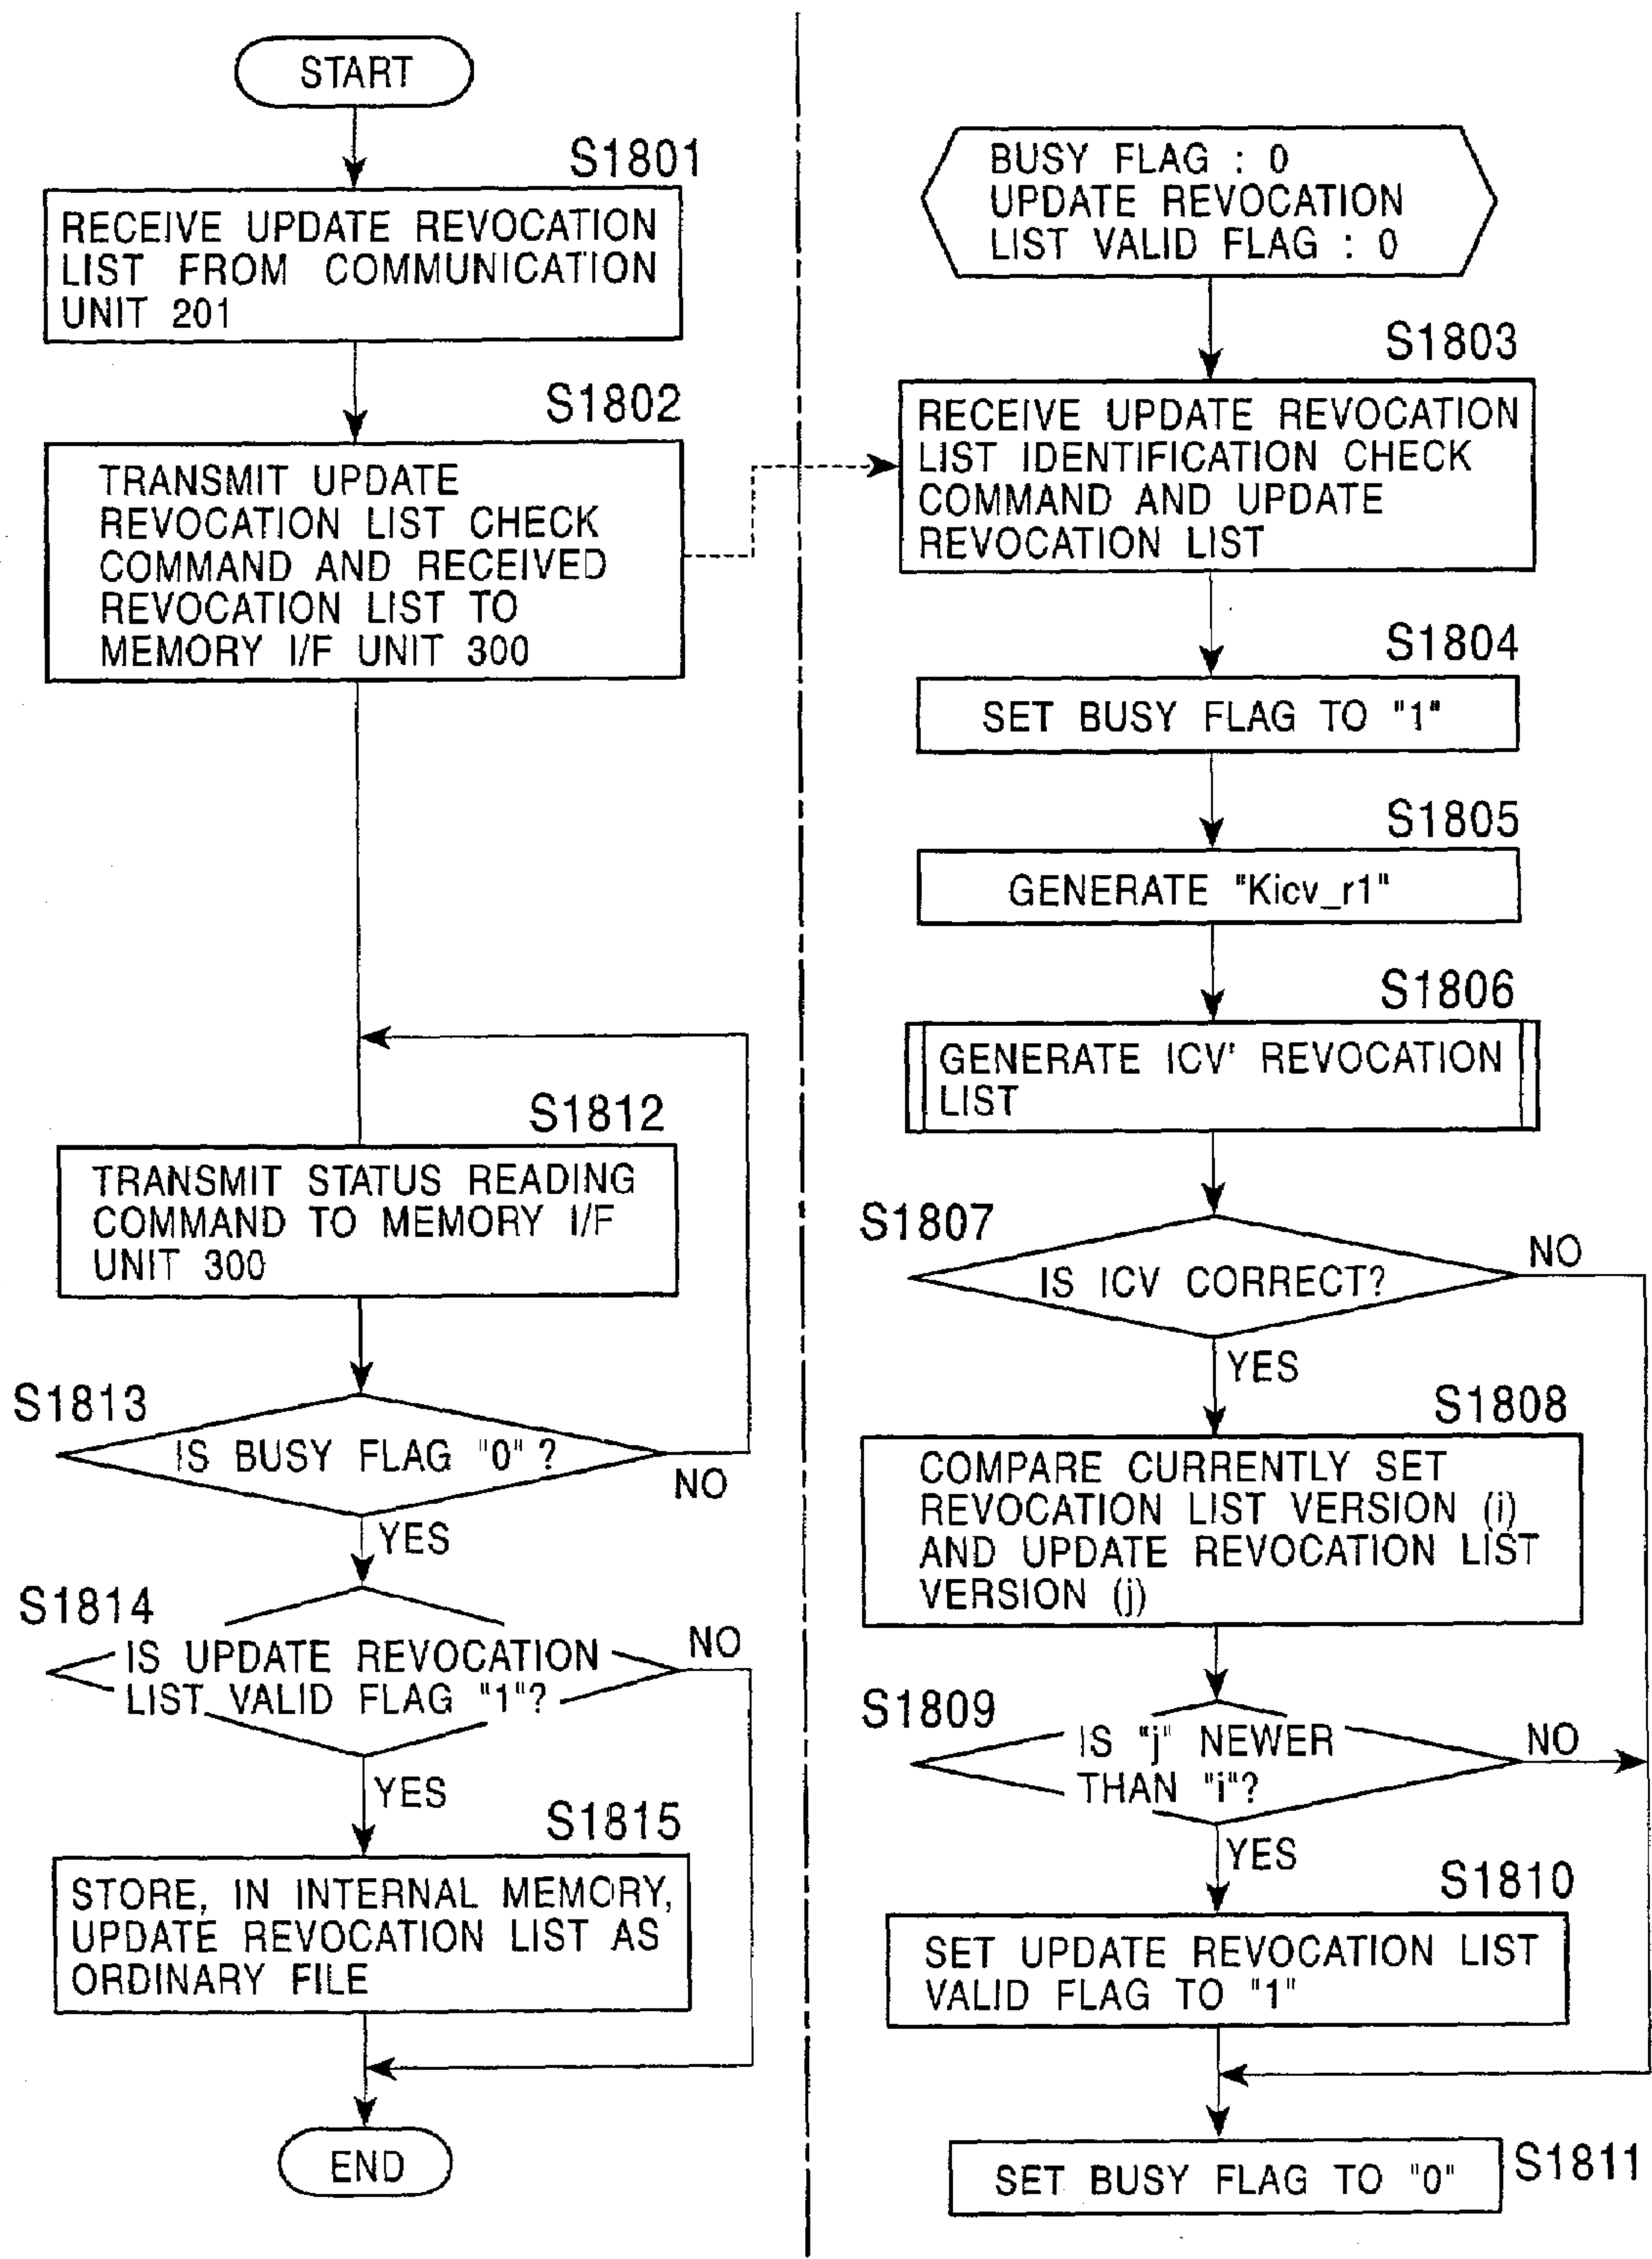 START
S1801
RECEIVE UPDATE REVOCATION
LIST FROM COMMUNICATION
UNIT 201
S1802
TRANSMIT UPDATE
REVOCATION LIST CHECK
COMMAND AND RECEIVED
REVOCATION LIST TO
MEMORY I/F UNIT 300
S1812
TRANSMIT STATUS READING
COMMAND TO MEMORY I/F
UNIT 300
S1813
IS BUSY FLAG "0" ?
NO
YES
S1814
IS UPDATE REVOCATION
LIST VALID FLAG "1"?
NO
YES
S1815
STORE, IN INTERNAL MEMORY,
UPDATE REVOCATION LIST AS
ORDINARY FILE
END
BUSY FLAG : 0
UPDATE REVOCATION
LIST VALID FLAG : 0
S1803
RECEIVE UPDATE REVOCATION
LIST IDENTIFICATION CHECK
COMMAND AND UPDATE
REVOCATION LIST
S1804
SET BUSY FLAG TO "1"
S1805
GENERATE "Kicv_r1"
S1806
GENERATE ICV' REVOCATION
LIST
S1807
IS ICV CORRECT?
NO
YES
S1808
COMPARE CURRENTLY SET
REVOCATION LIST VERSION (i)
AND UPDATE REVOCATION LIST
VERSION (j)
S1809
IS "j" NEWER
THAN "i"?
NO
YES
S1810
SET UPDATE REVOCATION LIST
VALID FLAG TO "1"
SET BUSY FLAG TO "0"
S1811